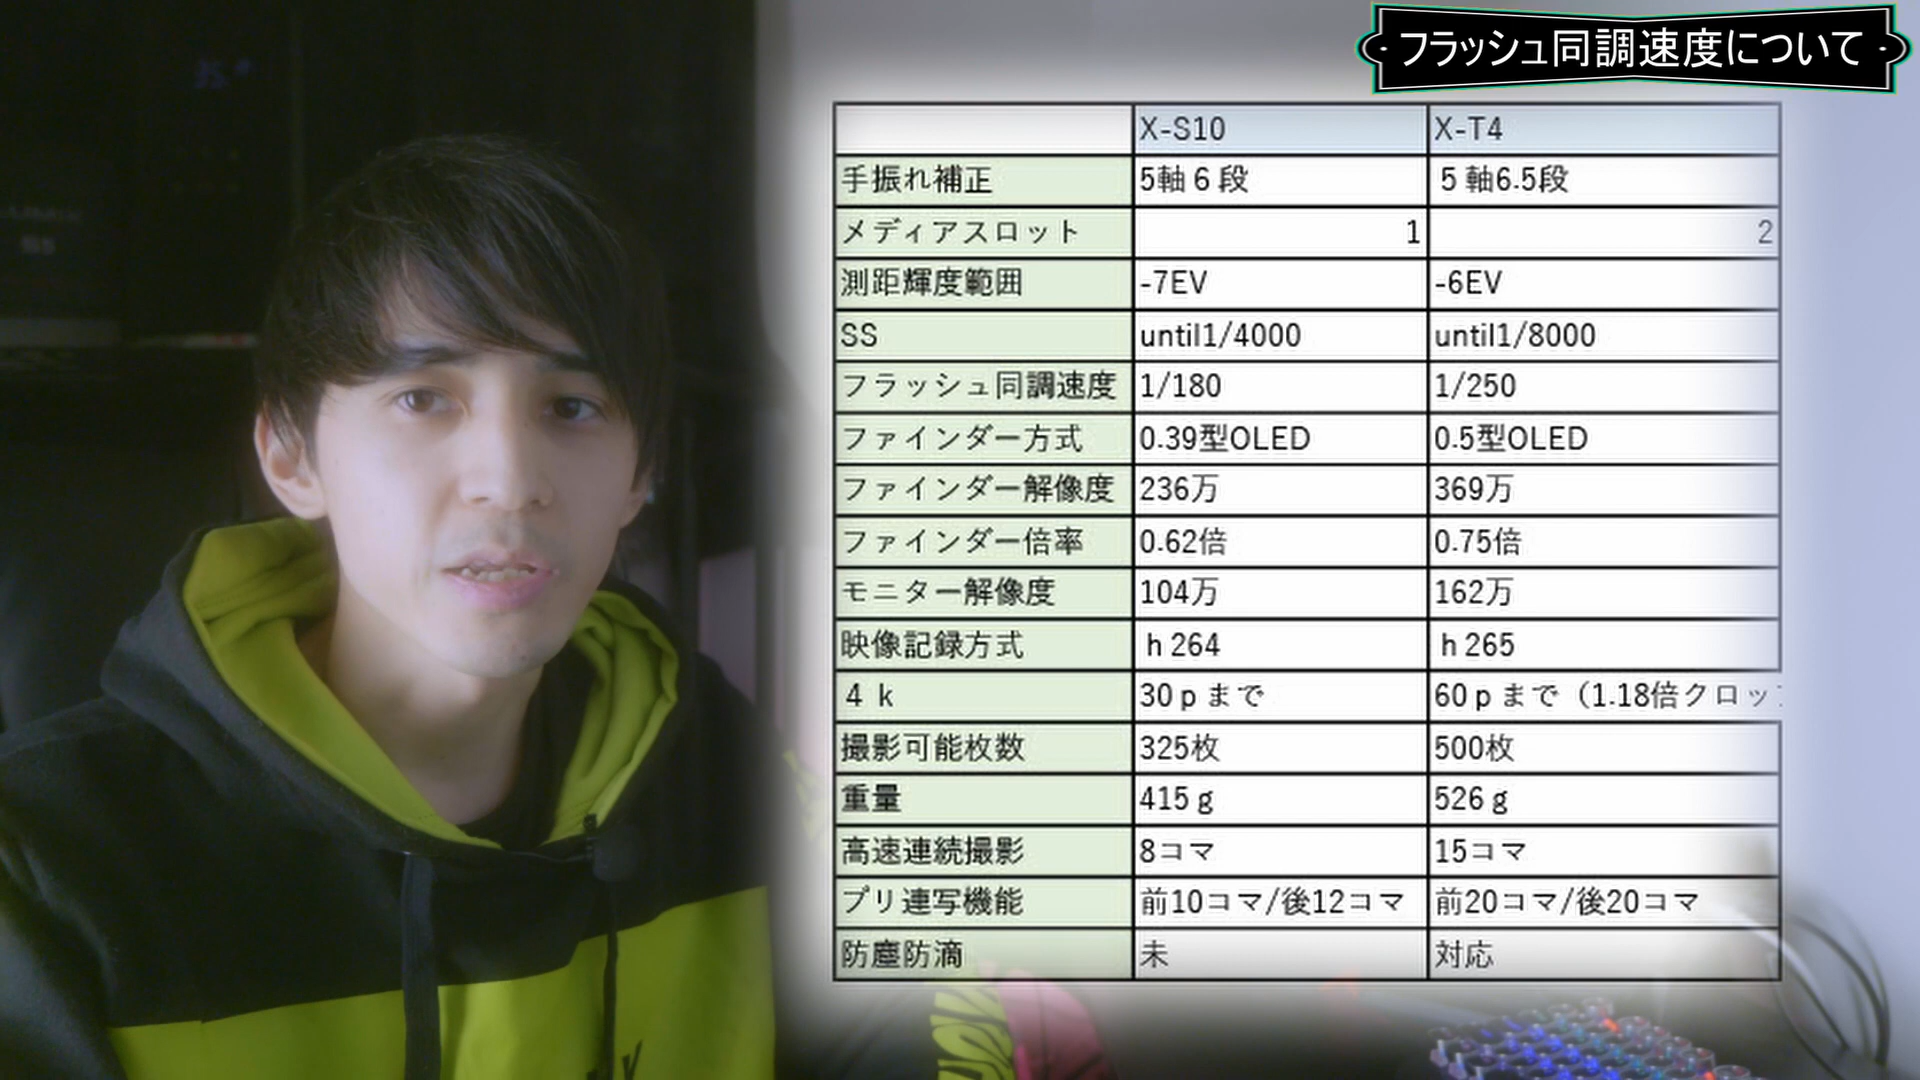 フラッシュ同調速度について
X-S10 X-T4
手振れ補正 5軸６段 ５軸6.5段
メディアスロット 1 2
測距輝度範囲 -7EV -6EV
SS until1/4000 until1/8000
フラッシュ同調速度 1/180 1/250
ファインダー方式 0.39型OLED 0.5型OLED
ファインダー解像度 236万 369万
ファインダー倍率 0.62倍 0.75倍
モニター解像度 104万 162万
映像記録方式 ｈ264 ｈ265
４ｋ 30ｐまで 60ｐまで（1.18倍クロッ
撮影可能枚数 325枚 500枚
重量 415ｇ 526ｇ
高速連続撮影 8コマ 15コマ
プリ連写機能 前10コマ/後12コマ 前20コマ/後20コマ
防塵防滴 未 対応